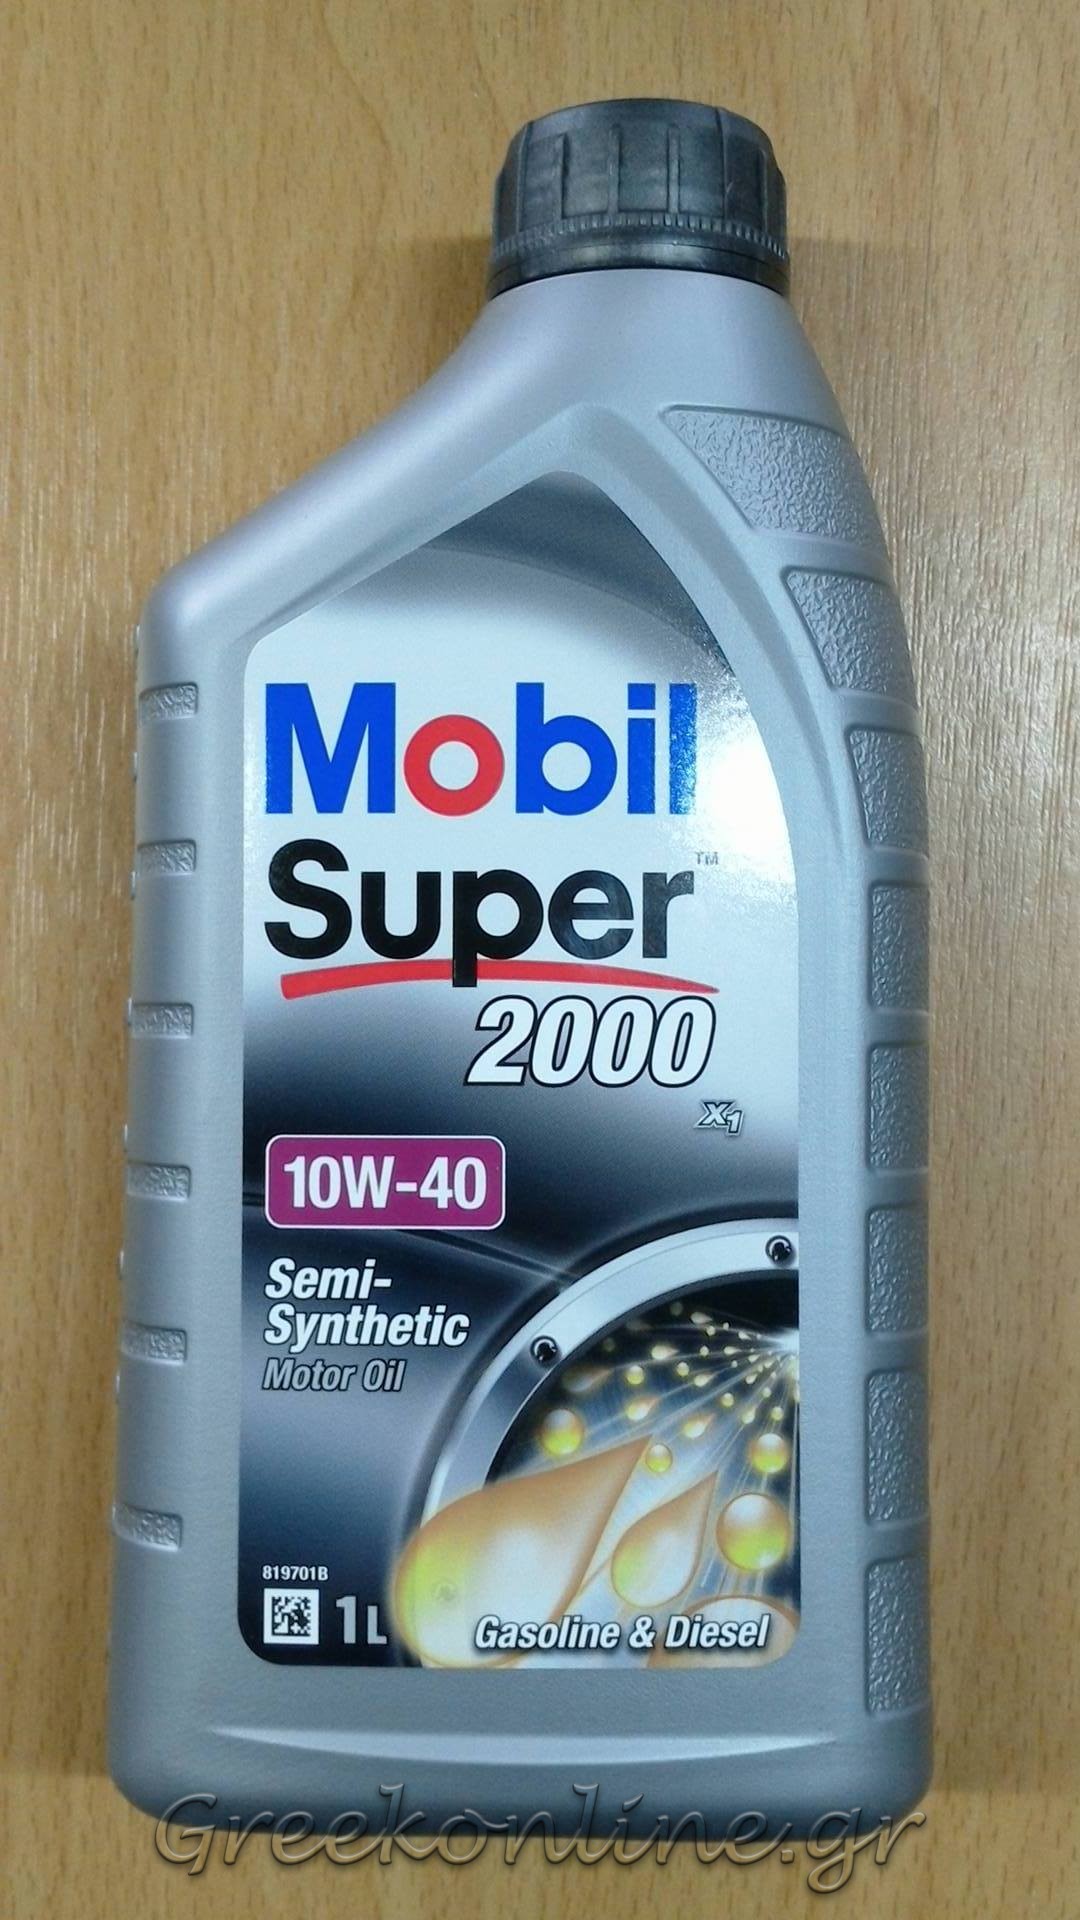 Mobil
Super™
2000
X1
10W-40
Semi-
Synthetic
Motor Oil
819701B
1L
Gasoline & Diesel
Greekonline.gr